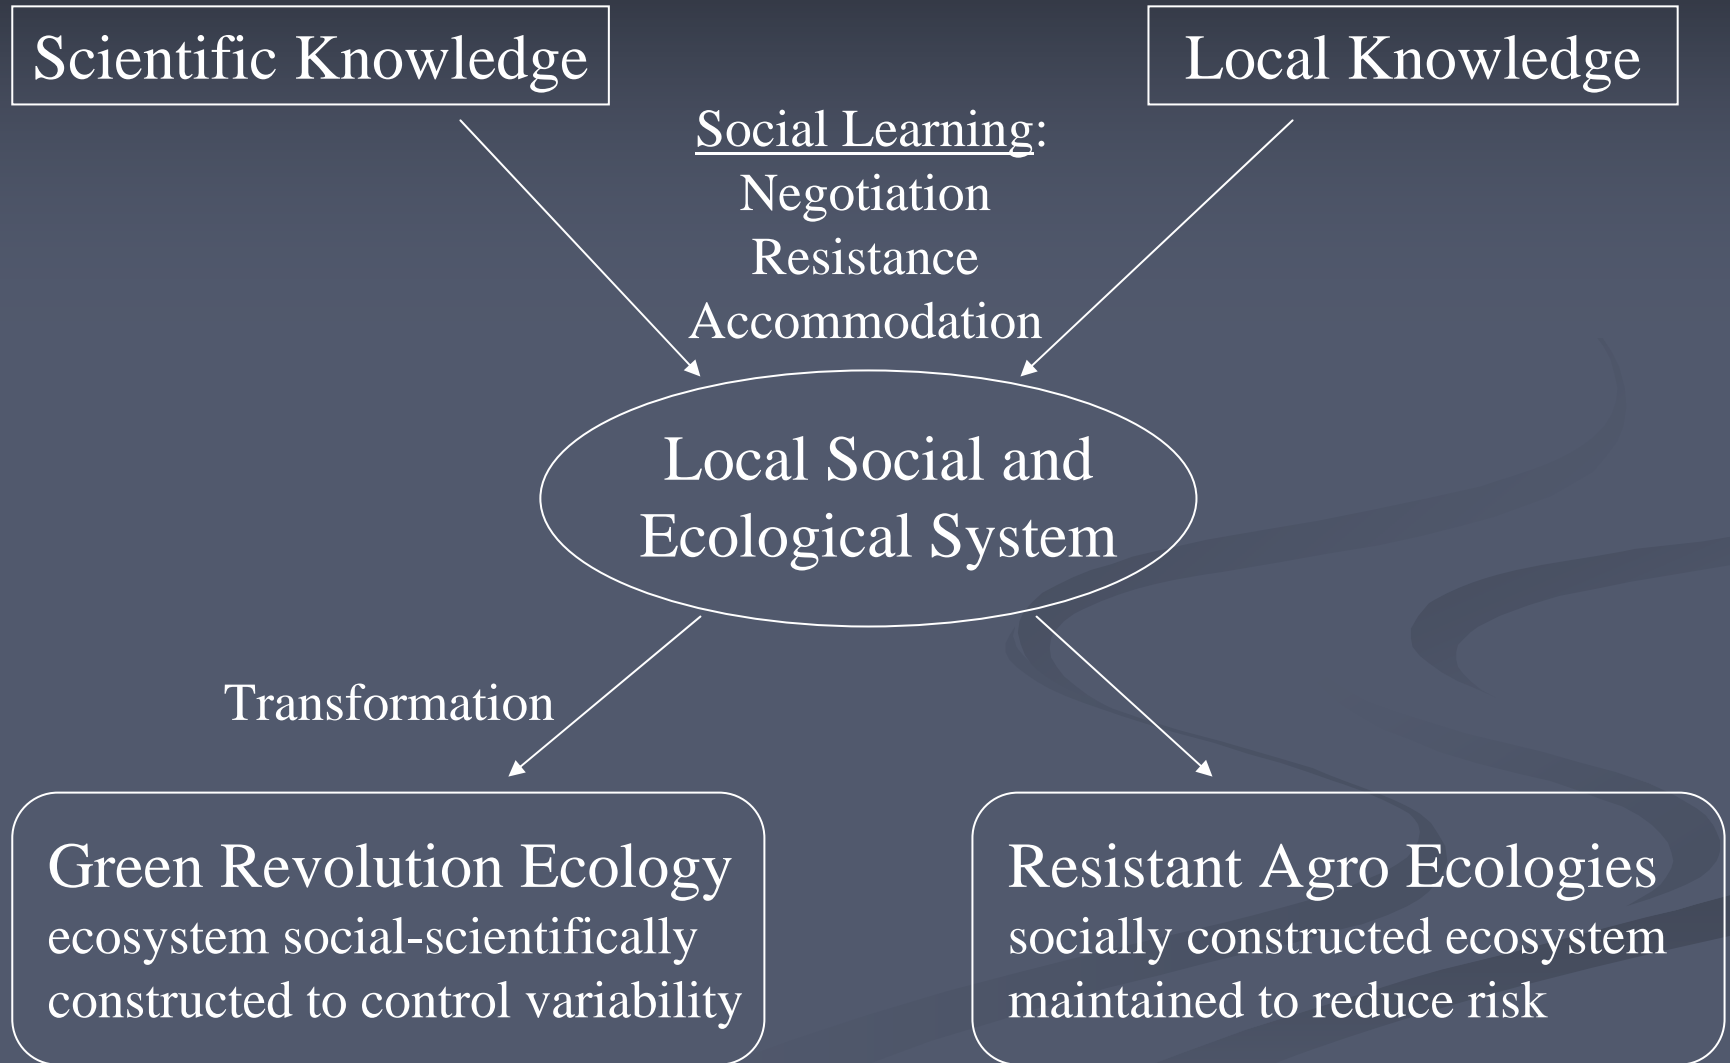 Scientific Knowledge
Local Knowledge
Social Learning:
Negotiation
Resistance
Accommodation
Local Social and
Ecological System
Transformation
Green Revolution Ecology
ecosystem social-scientifically
constructed to control variability
Resistant Agro Ecologies
socially constructed ecosystem
maintained to reduce risk